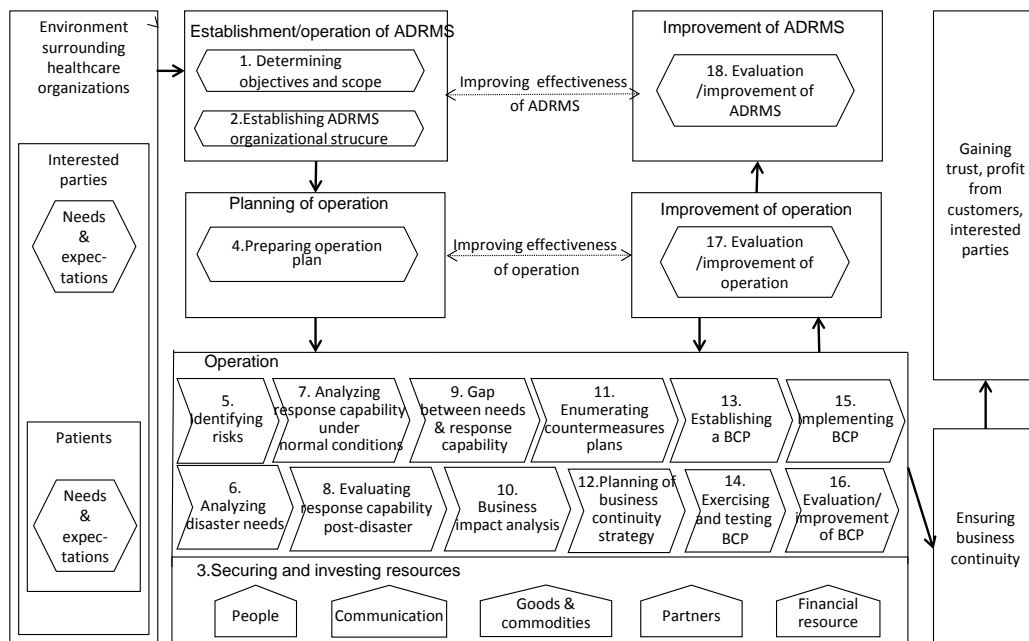 Environment
surrounding
healthcare
organizations
Interested
parties
Needs
&
expec-
tations
Patients
Needs
&
expec-
tations
Establishment/operation of ADRMS
1. Determining
objectives and scope
2.Establishing ADRMS
organizational strucure
Improving effectiveness
of ADRMS
Improvement of ADRMS
18. Evaluation
/improvement of
ADRMS
Planning of operation
4.Preparing operation
plan
Improving effectiveness
of operation
Improvement of operation
17. Evaluation
/improvement of
operation
Operation
5.
Identifying
risks
7. Analyzing
response capability
under
normal conditions
9. Gap
between needs
& response
capability
11.
Enumerating
countermeasures
plans
13.
Establishing
a BCP
15.
Implementing
BCP
6.
Analyzing
disaster needs
8. Evaluating
response capability
post-disaster
10.
Business
impact analysis
12.Planning of
business
continuity
strategy
14.
Exercising
and testing
BCP
16.
Evaluation/
improvement
of BCP
3.Securing and investing resources
People
Communication
Goods &
commodities
Partners
Financial
resource
Gaining
trust, profit
from
customers,
interested
parties
Ensuring
business
continuity